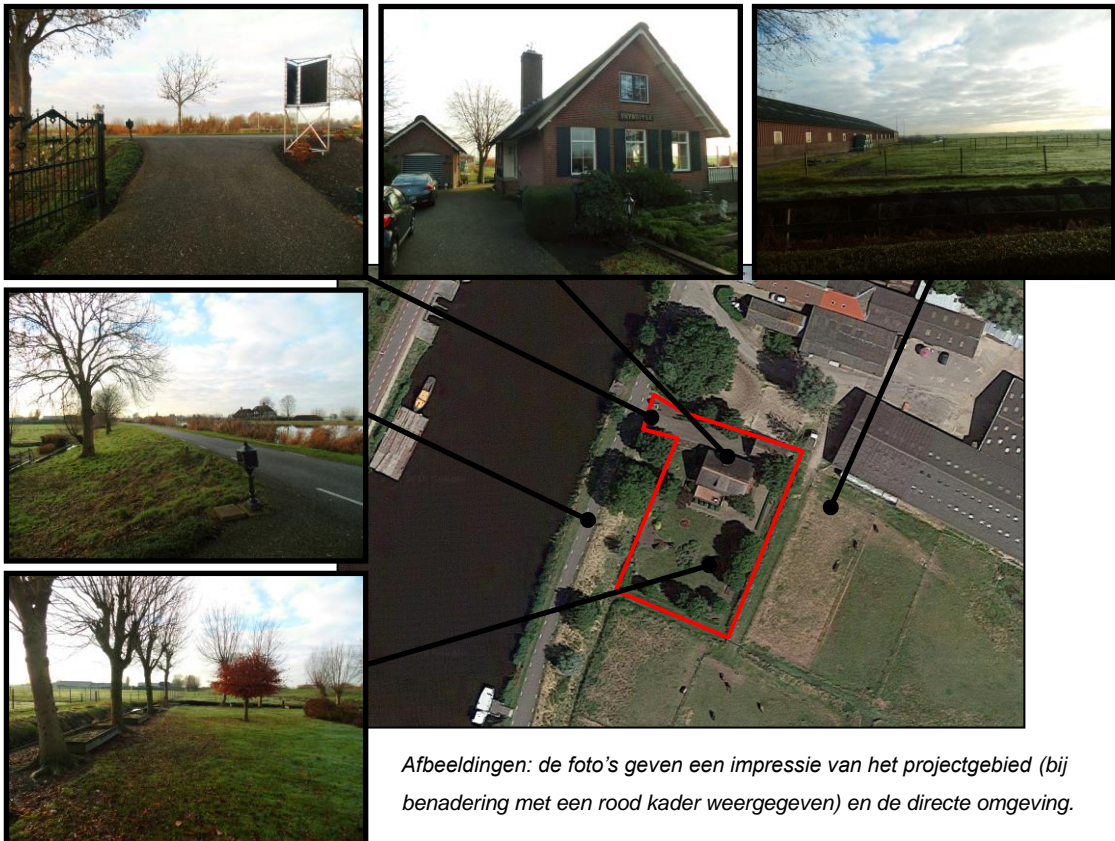 Afbeeldingen: de foto's geven een impressie van het projectgebied (bij
benadering met een rood kader weergegeven) en de directe omgeving.